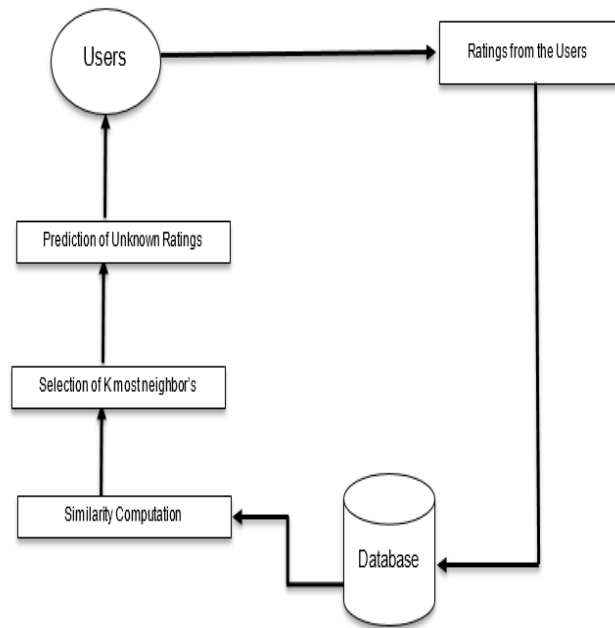 Users
Ratings from the Users
Prediction of Unknown Ratings
Selection of K most neighbor's
Similarity Computation
Database